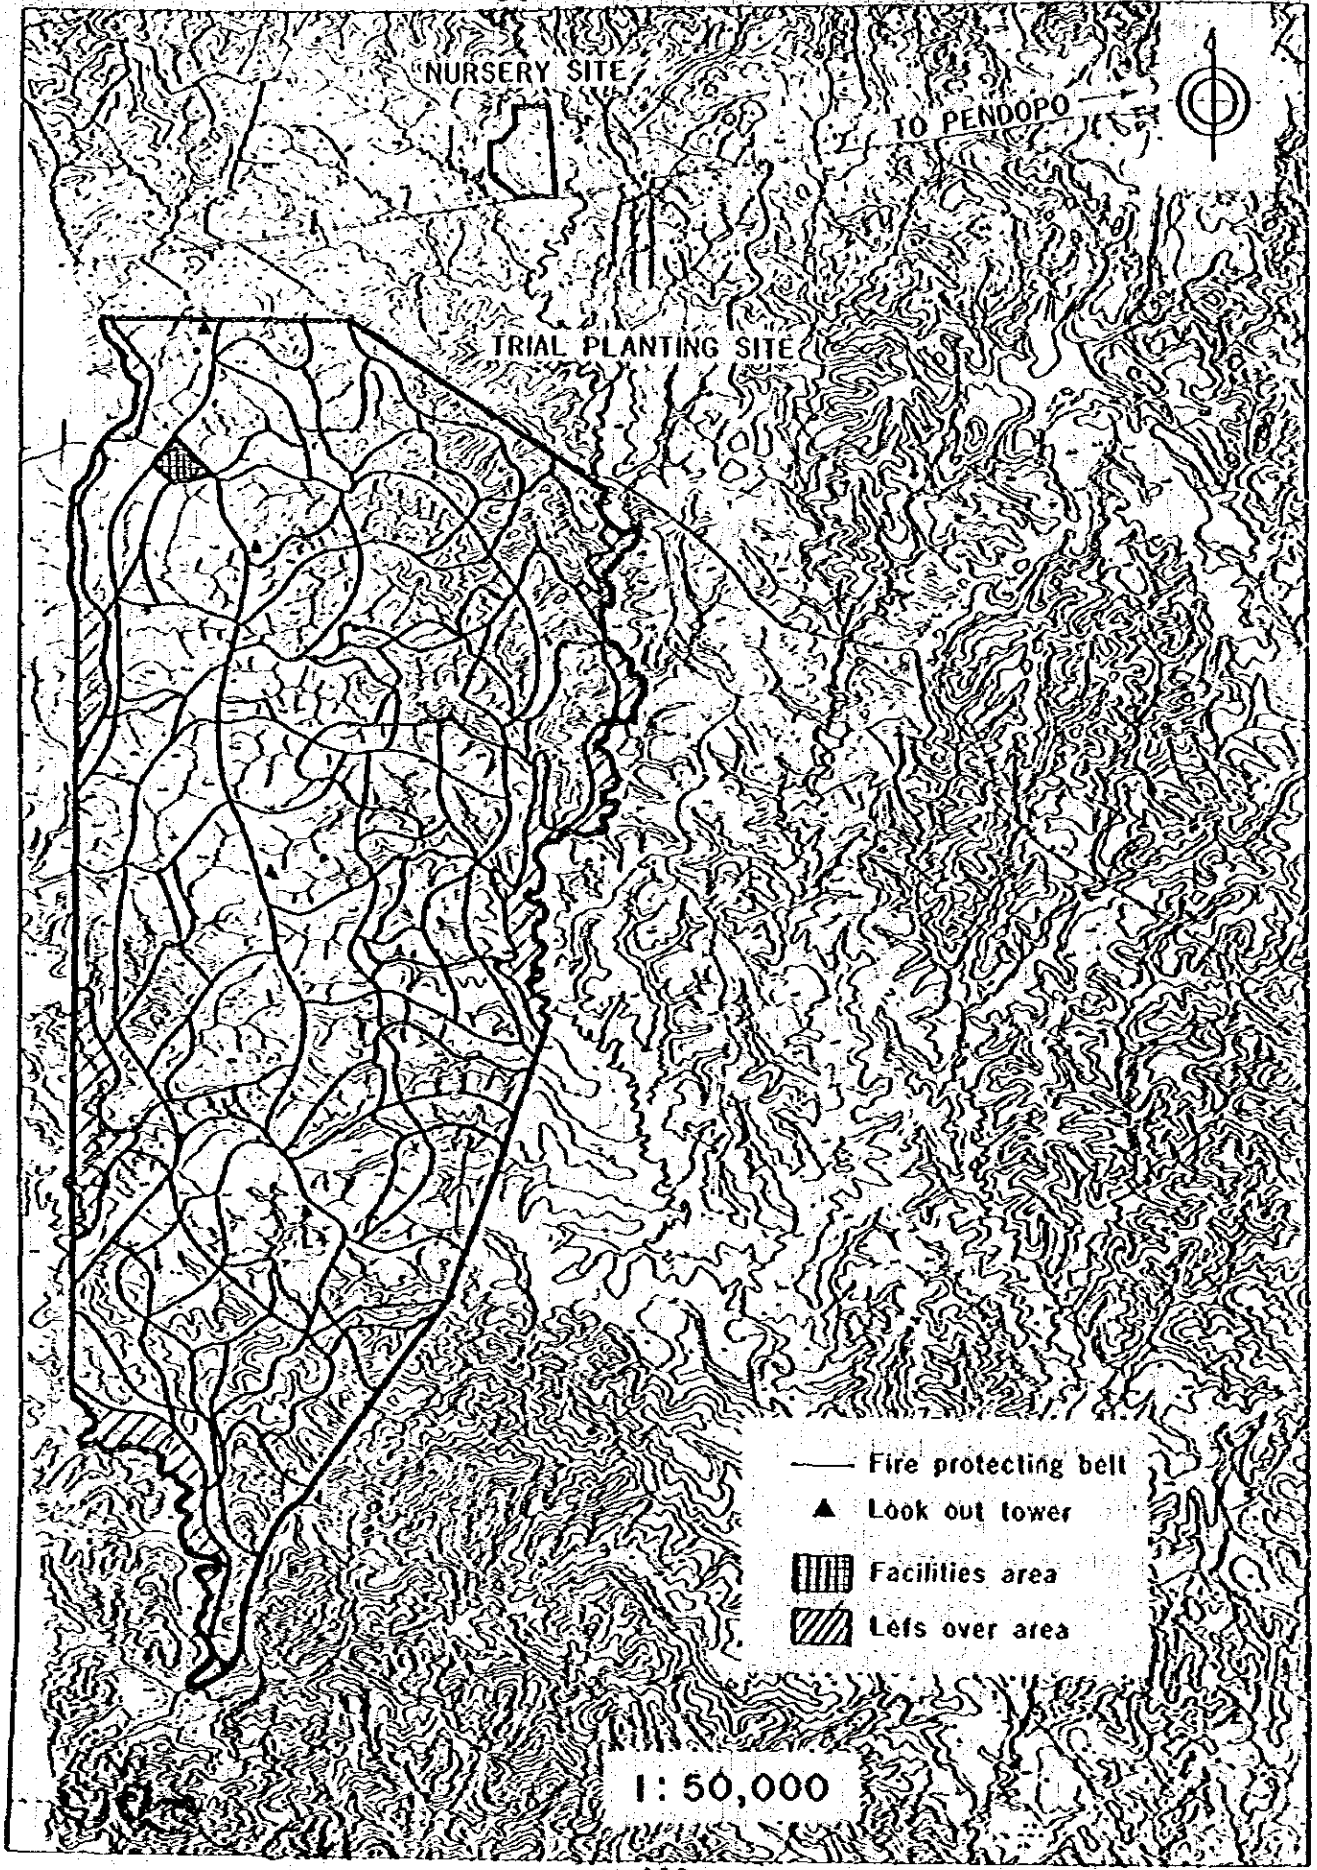 NURSERY SITE
TO PENDOPO
TRIAL PLANTING SITE
Fire protecting belt
Look out tower
Facilities area
Lefs over area
1:50,000